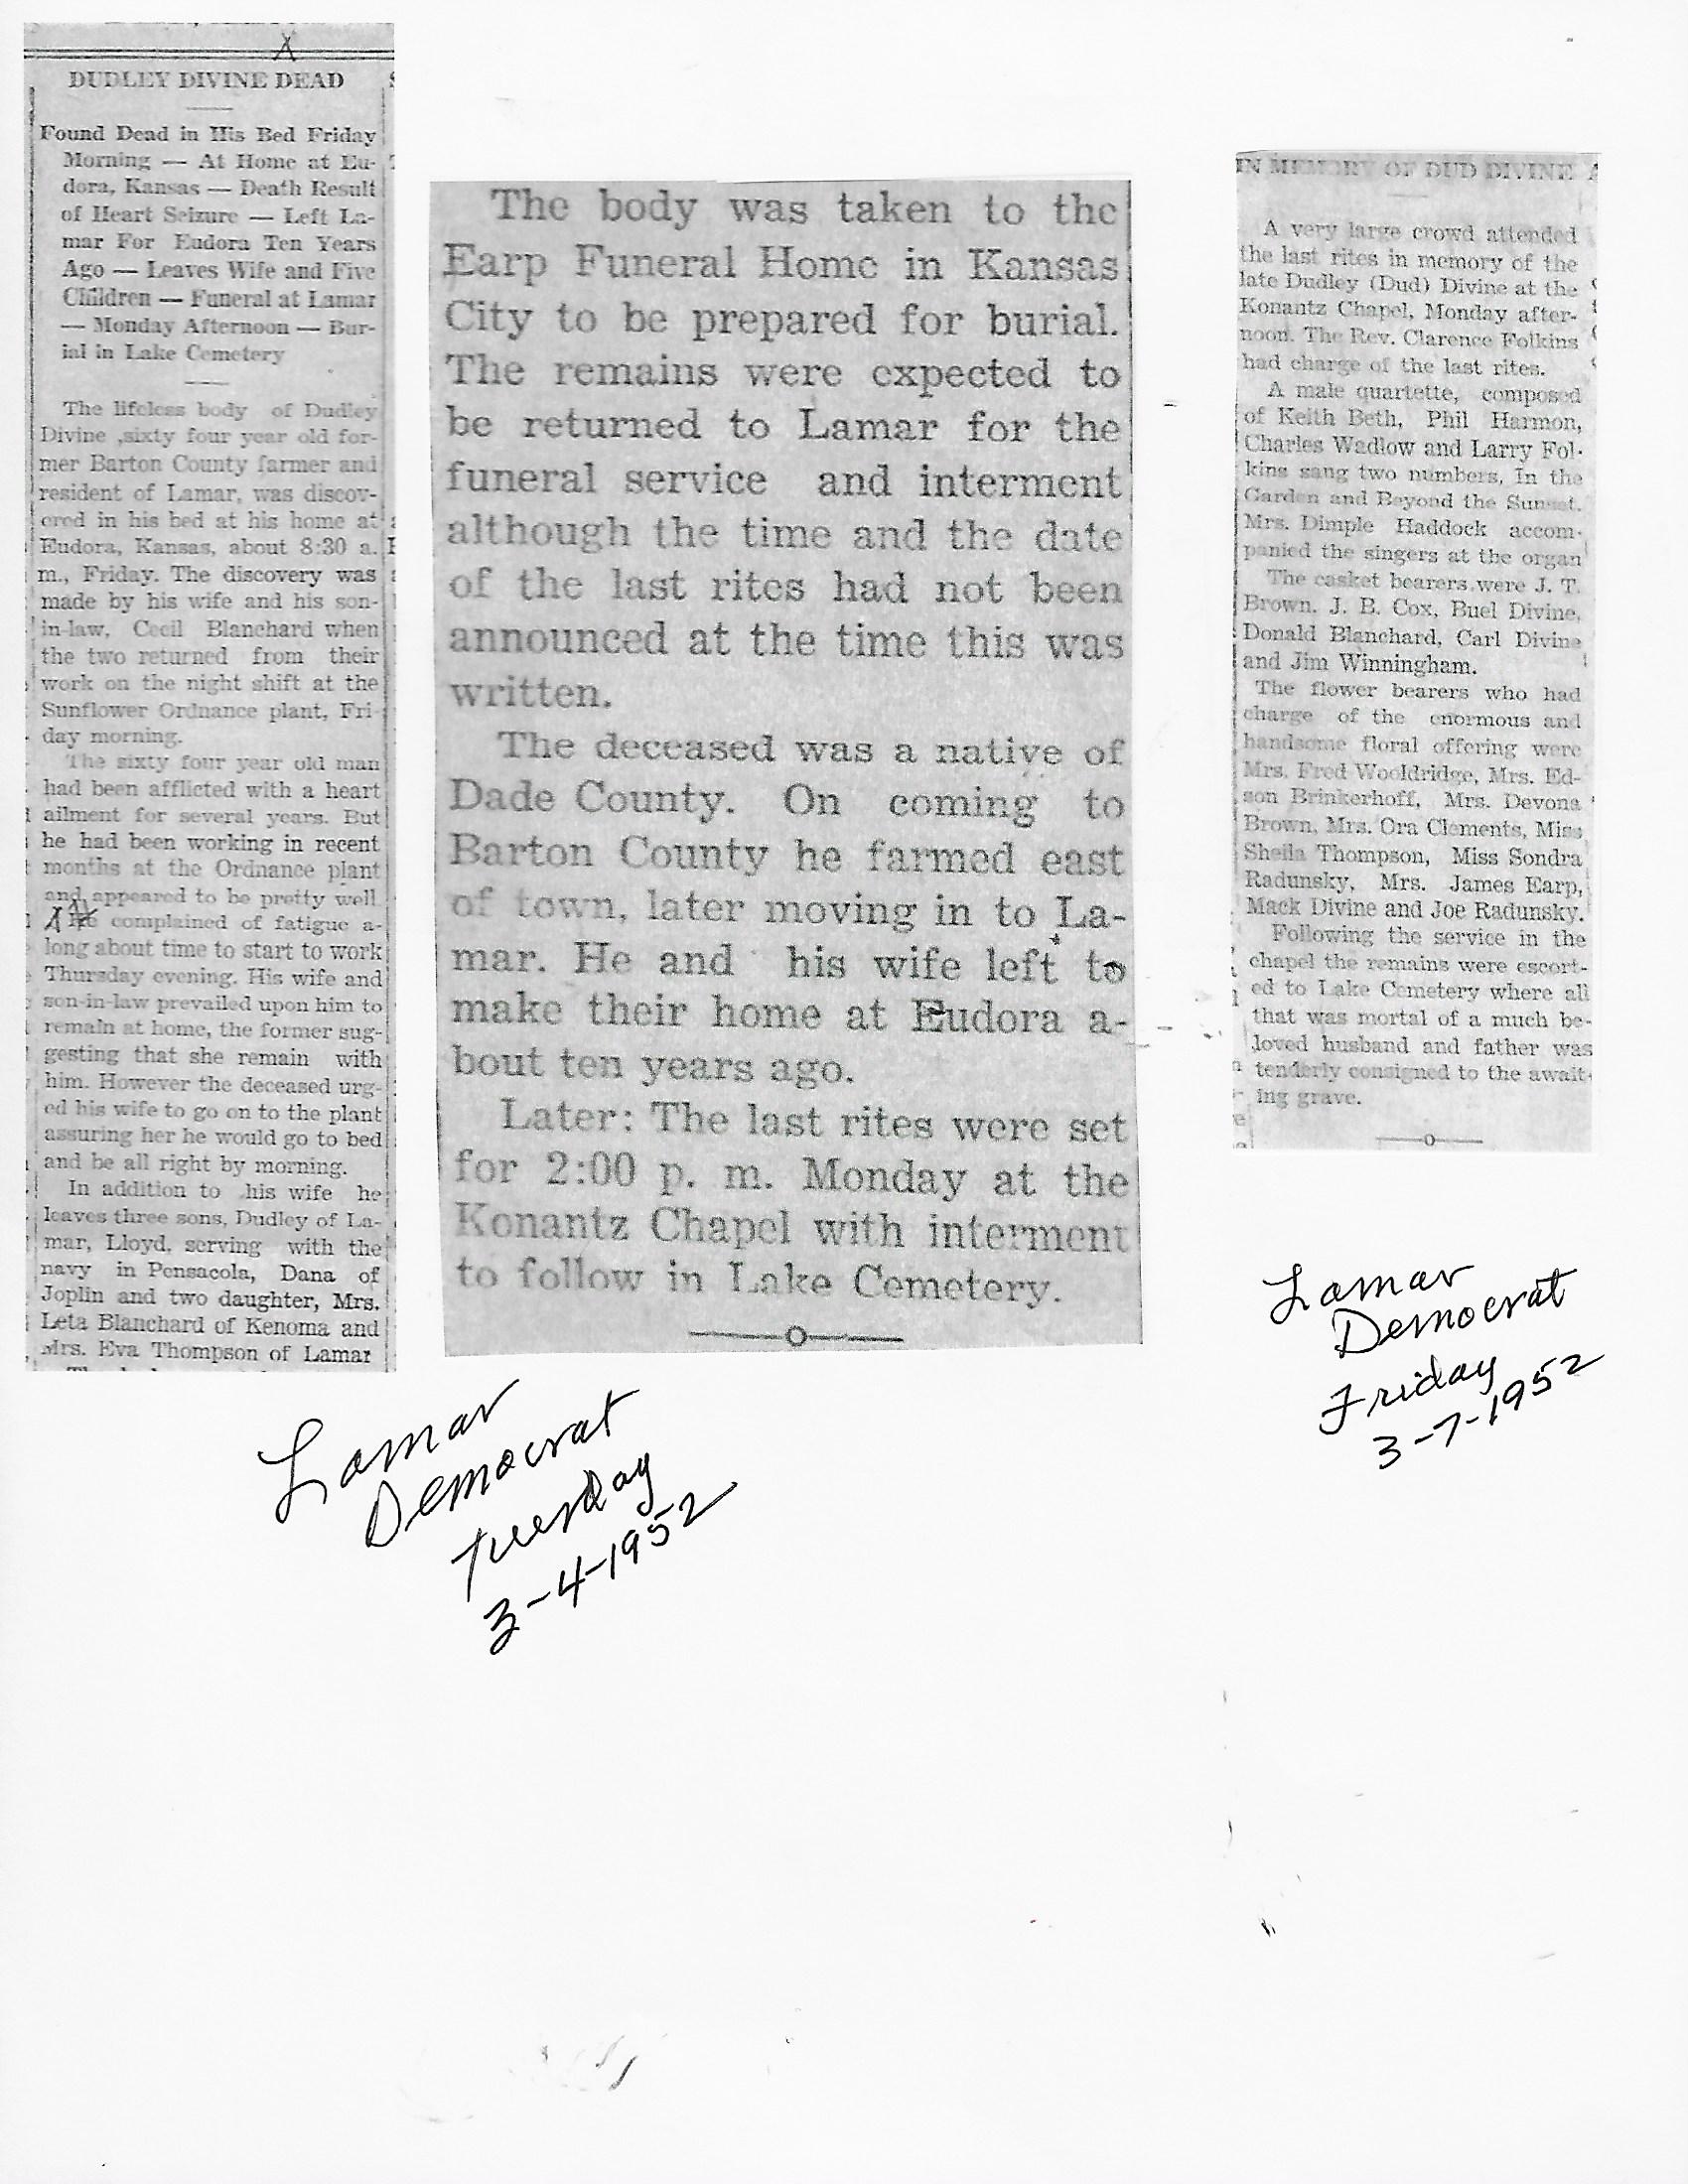 DUDLEY DIVINE DEAD
Found Dead in His Bed Friday
Morning — At Home at Eu-
dora, Kansas — Death Result
of Heart Seizure — Left La-
mar For Eudora Ten Years
Ago — Leaves Wife and Five
Children — Funeral at Lamar
— Monday Afternoon — Bur-
ial in Lake Cemetery
The lifeless body of Dudley
Divine ,sixty four year old for-
mer Barton County farmer and
resident of Lamar, was discov-
ered in his bed at his home at
Eudora, Kansas, about 8:30 a.
m., Friday. The discovery was
made by his wife and his son-
in-law, Cecil Blanchard when
the two returned from their
work on the night shift at the
Sunflower Ordnance plant, Fri-
day morning.
The sixty four year old man
had been afflicted with a heart
ailment for several years. But
he had been working in recent
months at the Ordnance plant
and appeared to be pretty well
complained of fatigue a-
long about time to start to work
Thursday evening. His wife and
son-in-law prevailed upon him to
remain at home, the former sug-
gesting that she remain with
him. However the deceased urg-
ed his wife to go on to the plant
assuring her he would go to bed
and be all right by morning.
In addition to his wife he
leaves three sons, Dudley of La-
mar, Lloyd, serving with the
navy in Pensacola, Dana of
Joplin and two daughter, Mrs.
Leta Blanchard of Kenoma and
Mrs. Eva Thompson of Lamar
The body was taken to the
Earp Funeral Home in Kansas
City to be prepared for burial.
The remains were expected to
be returned to Lamar for the
funeral service and interment
although the time and the date
of the last rites had not been
announced at the time this was
written.
The deceased was a native of
Dade County. On coming to
Barton County he farmed east
of town, later moving in to La-
mar. He and his wife left to
make their home at Eudora a-
bout ten years ago.
Later: The last rites were set
for 2:00 p. m. Monday at the
Konantz Chapel with interment
to follow in Lake Cemetery.
Lamar
Democrat
Tuesday
3-4-1952
IN MEMORY OF DUD DIVINE
A very large crowd attended
the last rites in memory of the
late Dudley (Dud) Divine at the
Konantz Chapel, Monday after-
noon. The Rev. Clarence Folkins
had charge of the last rites.
A male quartette, composed
of Keith Beth, Phil Harmon,
Charles Wadlow and Larry Fol-
kins sang two numbers, In the
Garden and Beyond the Sunset.
Mrs. Dimple Haddock accom-
panied the singers at the organ
The casket bearers were J. T.
Brown. J. B. Cox, Buel Divine,
Donald Blanchard, Carl Divine
and Jim Winningham.
The flower bearers who had
charge of the enormous and
handsome floral offering were
Mrs. Fred Wooldridge, Mrs. Ed-
son Brinkerhoff, Mrs. Devona
Brown, Mrs. Ora Clements, Miss
Sheila Thompson, Miss Sondra
Radunsky, Mrs. James Earp,
Mack Divine and Joe Radunsky.
Following the service in the
chapel the remains were escort-
ed to Lake Cemetery where all
that was mortal of a much be-
loved husband and father was
tenderly consigned to the await-
ing grave.
Lamar
Democrat
Friday
3-7-1952